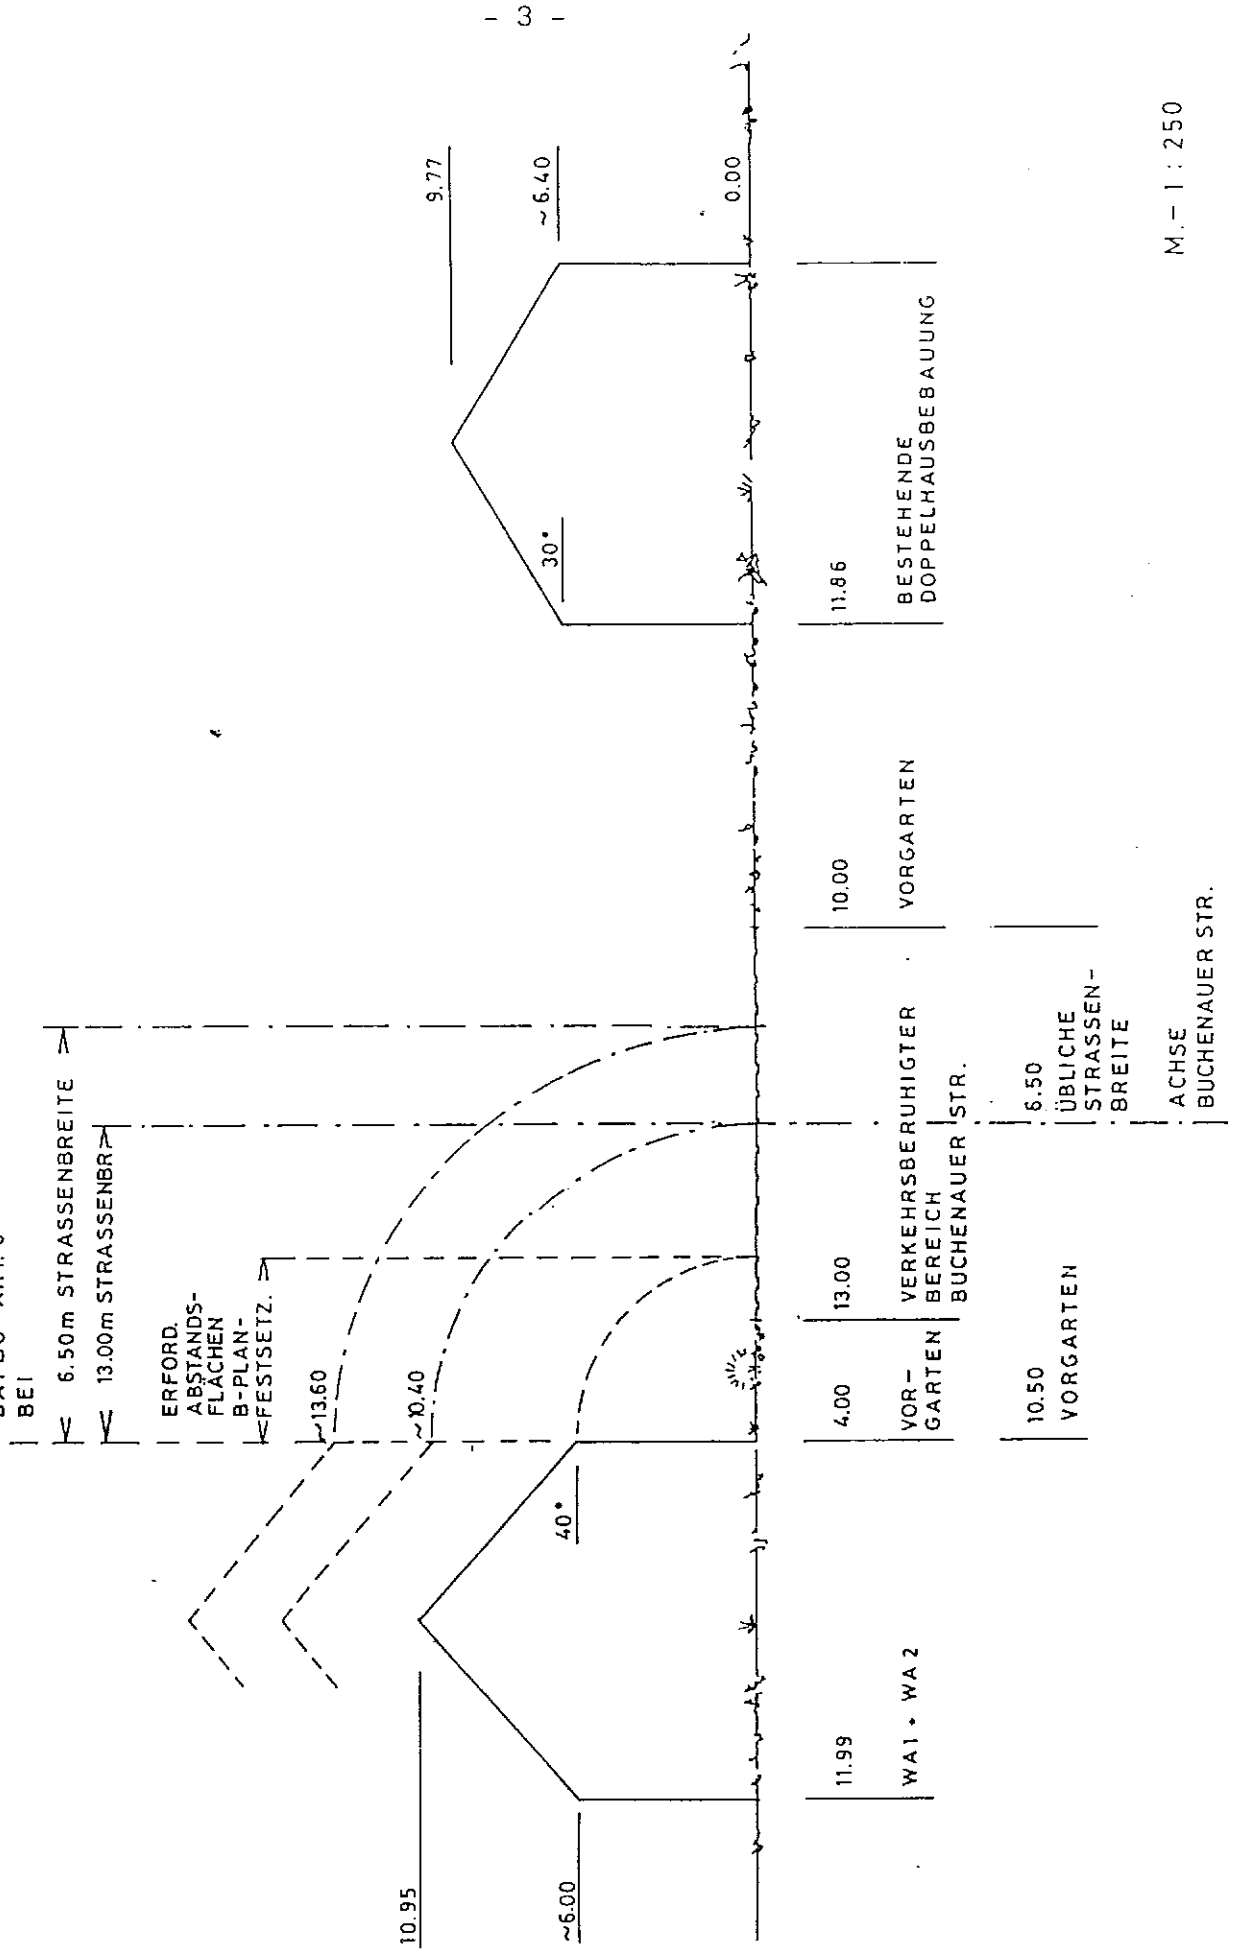 - 3 -
BEI
6.50m STRASSENBREITE
13.00m STRASSENBR
ERFORD.
ABSTANDS-
FLÄCHEN
B-PLAN-
FESTSETZ.
~13.60
~10.40
10.95
~6.00
40°
30°
9.77
~6.40
0.00
11.99
4.00
13.00
10.00
11.86
WA1 + WA2
VOR-
GARTEN
VERKEHRSBERUHIGTER
BEREICH
BUCHENAUER STR.
VORGARTEN
BESTEHENDE
DOPPELHAUSBEBAUUNG
10.50
VORGARTEN
6.50
ÜBLICHE
STRASSEN-
BREITE
ACHSE
BUCHENAUER STR.
M. - 1 : 250